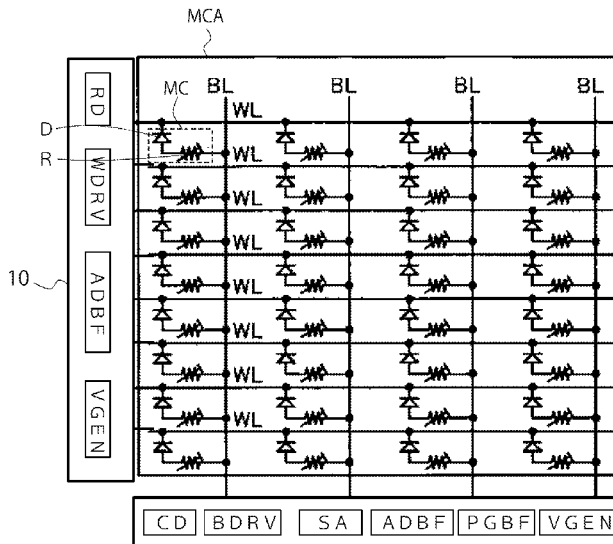 MCA
BL BL BL BL
MC
WL
D
R
WL
WL
WL
WL
WL
WL
WL
RD
WDRV
10
ADBF
VGEN
CD BDRV SA ADBF PGBF VGEN